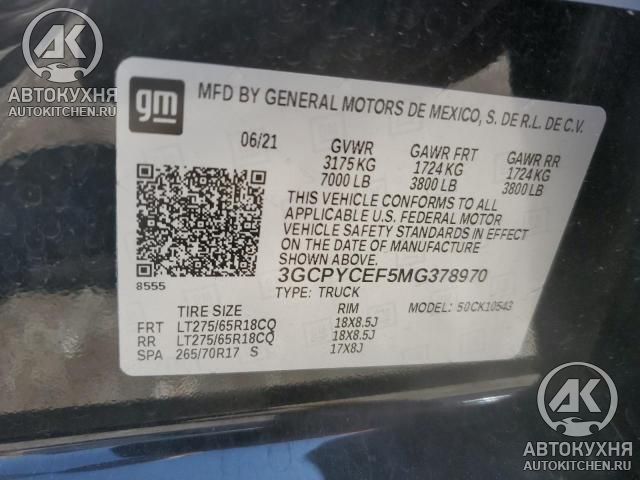 АВТОКУХНЯ
AUTOKITCHEN.RU
gm
MFD BY GENERAL MOTORS DE MEXICO, S. DE R.L. DE C.V.
06/21 GVWR GAWR FRT GAWR RR
3175 KG 1724 KG 1724 KG
7000 LB 3800 LB 3800 LB
THIS VEHICLE CONFORMS TO ALL
APPLICABLE U.S. FEDERAL MOTOR
VEHICLE SAFETY STANDARDS IN EFFECT
ON THE DATE OF MANUFACTURE
SHOWN ABOVE.
8555
3GCPYCEF5MG378970
TYPE: TRUCK MODEL: 50CK10543
TIRE SIZE RIM
FRT LT275/65R18CQ 18X8.5J
RR LT275/65R18CQ 18X8.5J
SPA 265/70R17 S 17X8J
АК
АВТОКУХНЯ
AUTOKITCHEN.RU